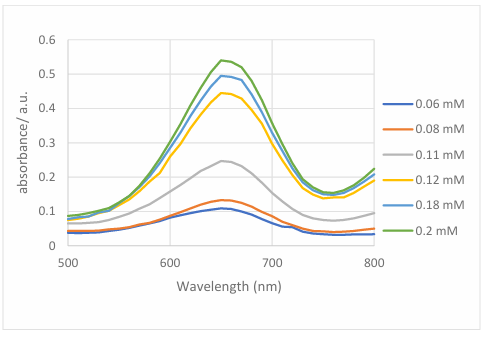 absorbance/ a.u.
0.6
0.5
0.4
0.3
0.2
0.1
0
500 600 700 800
Wavelength (nm)
0.06 mM
0.08 mM
0.11 mM
0.12 mM
0.18 mM
0.2 mM